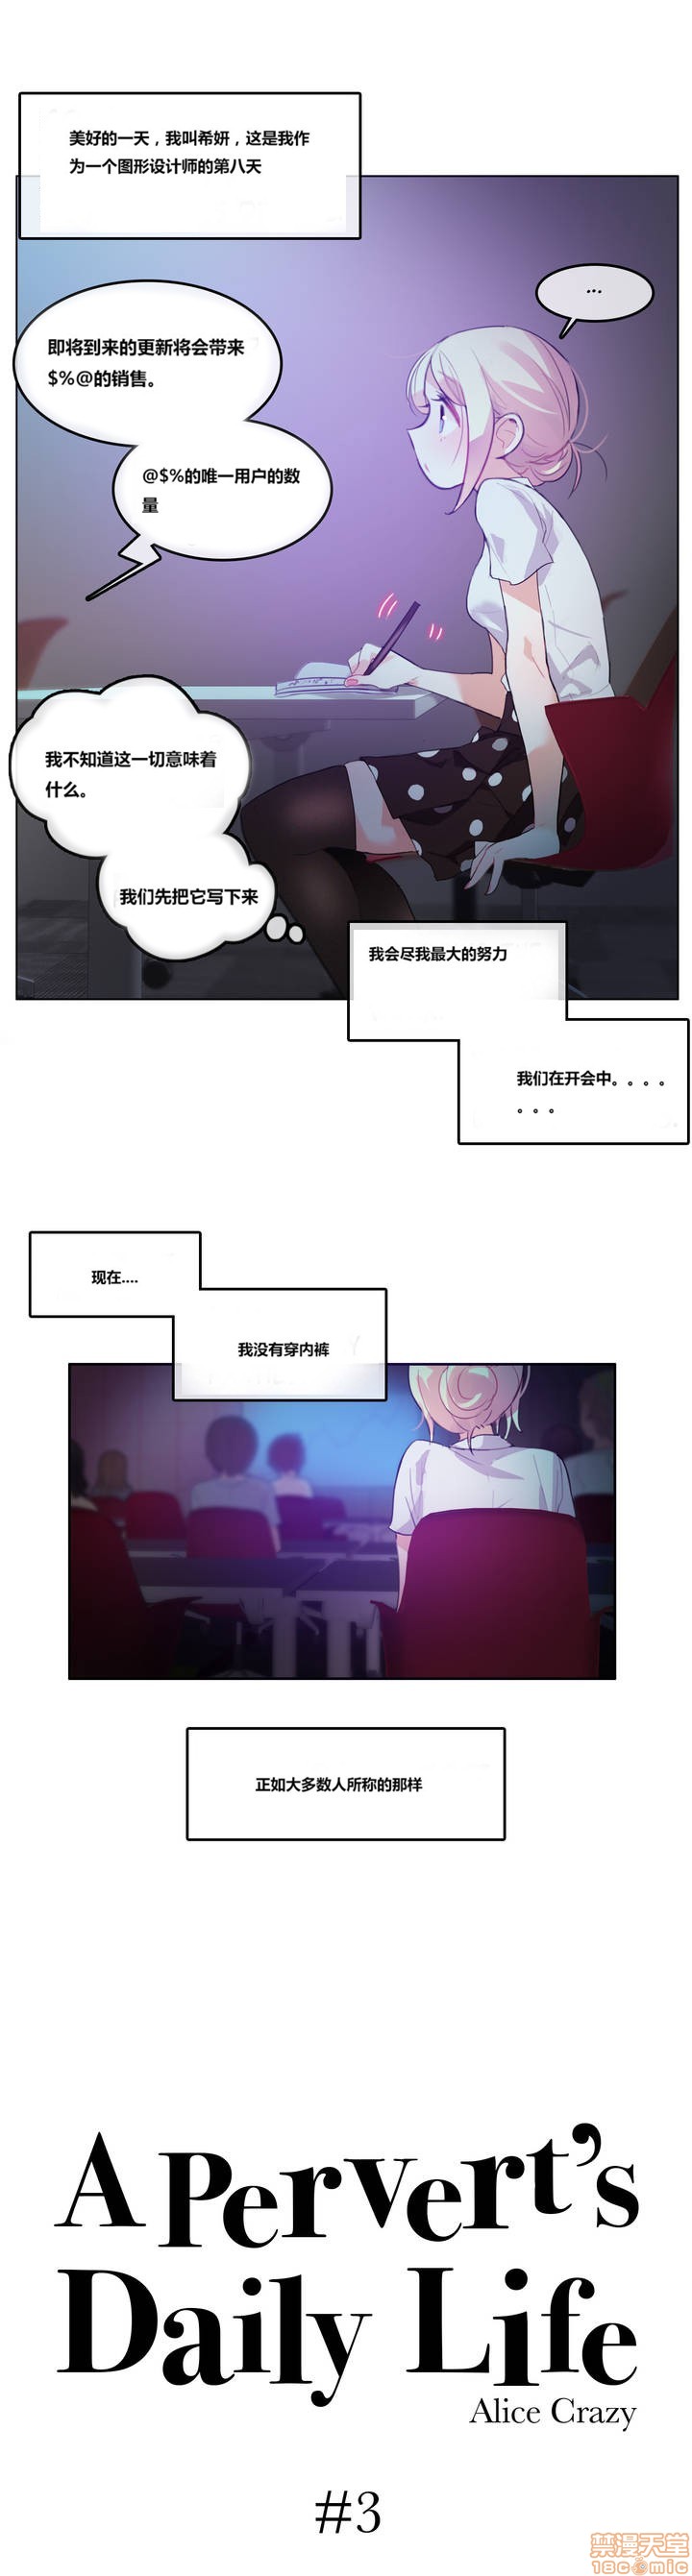 美好的一天，我叫希妍，这是我作
为一个图形设计师的第八天
...
即将到来的更新将会带来
$%@的销售。
@$%的唯一用户的数
量
我不知道这一切意味着
什么。
我们先把它写下来
我会尽我最大的努力
我们在开会中。。。。
。。。
现在....
我没有穿内裤
正如大多数人所称的那样
A Pervert's
Daily Life
Alice Crazy
#3
禁漫天堂
18comic